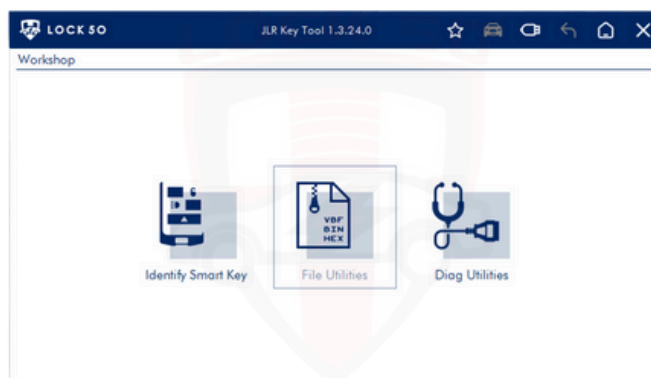 LOCK 50 JLR Key Tool 1.3.24.0
Workshop
VBF
BIN
HEX
Identify Smart Key File Utilities Diag Utilities